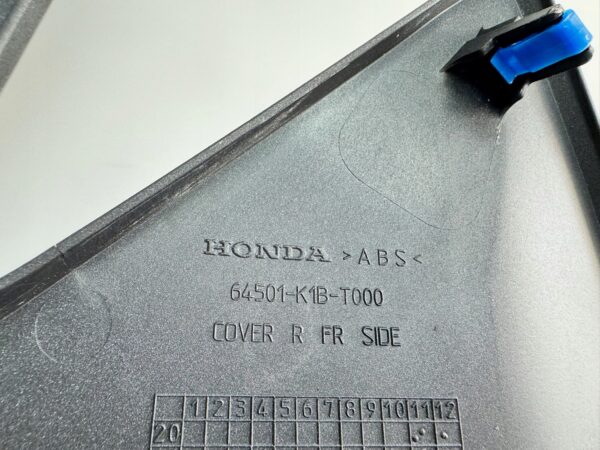 HONDA >ABS<
64501-K1B-T000
COVER R FR SIDE
1 2 3 4 5 6 7 8 9 10 11 12
20